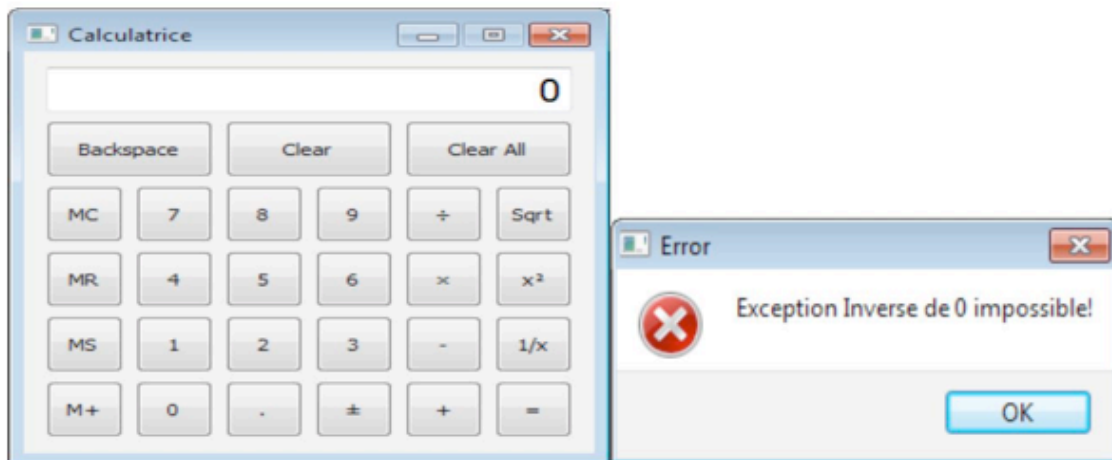 Calculatrice
0
Backspace Clear Clear All
MC 7 8 9 ÷ Sqrt
MR 4 5 6 × x²
MS 1 2 3 - 1/x
M+ 0 . ± + =
Error
Exception Inverse de 0 impossible!
OK